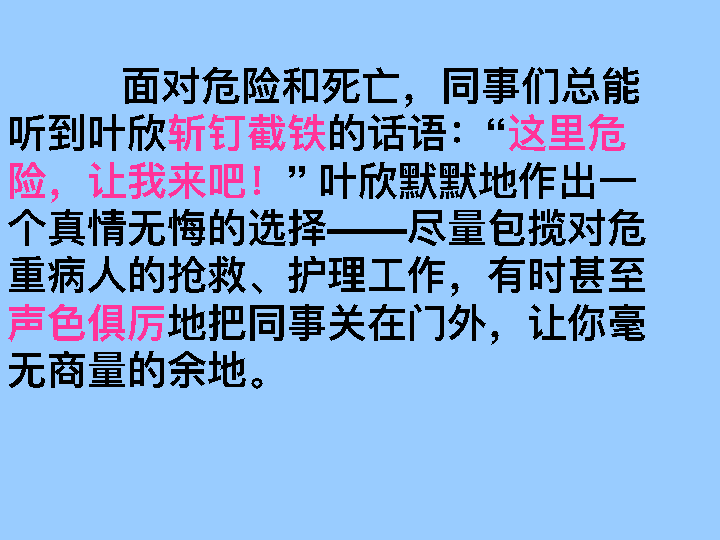 面对危险和死亡，同事们总能
听到叶欣斩钉截铁的话语：“这里危
险，让我来吧！” 叶欣默默地作出一
个真情无悔的选择——尽量包揽对危
重病人的抢救、护理工作，有时甚至
声色俱厉地把同事关在门外，让你毫
无商量的余地。